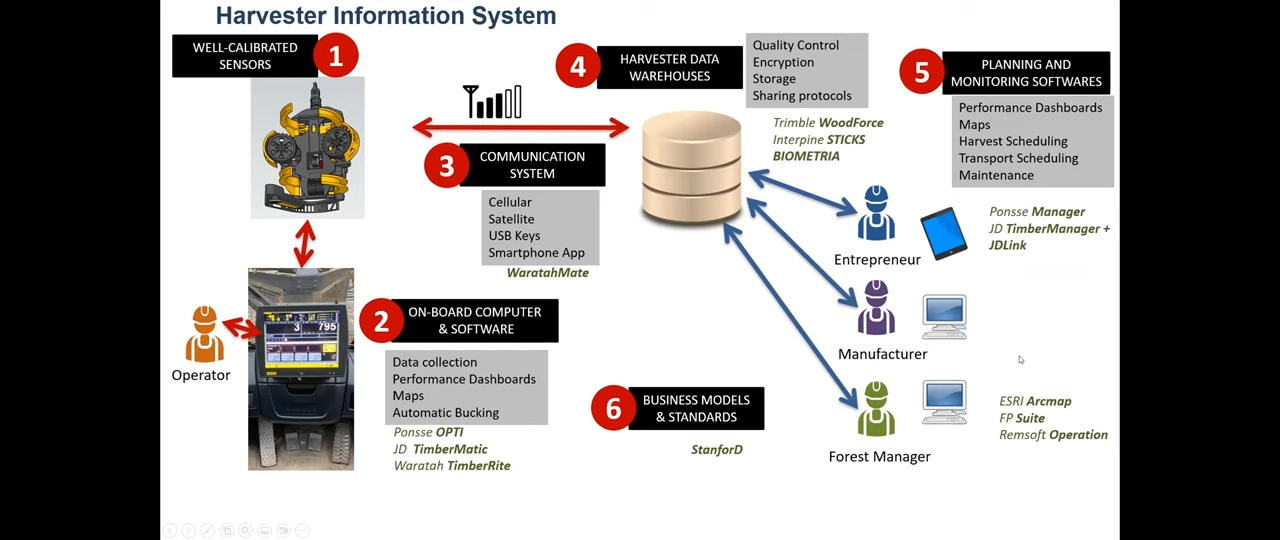 Harvester Information System
WELL-CALIBRATED
SENSORS
1
4
HARVESTER DATA
WAREHOUSES
Quality Control
Encryption
Storage
Sharing protocols
Trimble WoodForce
Interpine STICKS
BIOMETRIA
5
PLANNING AND
MONITORING SOFTWARES
Performance Dashboards
Maps
Harvest Scheduling
Transport Scheduling
Maintenance
3
COMMUNICATION
SYSTEM
Cellular
Satellite
USB Keys
Smartphone App
WaratahMate
Entrepreneur
Ponsse Manager
JD TimberManager +
JDLink
Operator
3
795
2
ON-BOARD COMPUTER
& SOFTWARE
Data collection
Performance Dashboards
Maps
Automatic Bucking
Ponsse OPTI
JD TimberMatic
Waratah TimberRite
Manufacturer
6
BUSINESS MODELS
& STANDARDS
StanforD
Forest Manager
ESRI Arcmap
FP Suite
Remsoft Operation